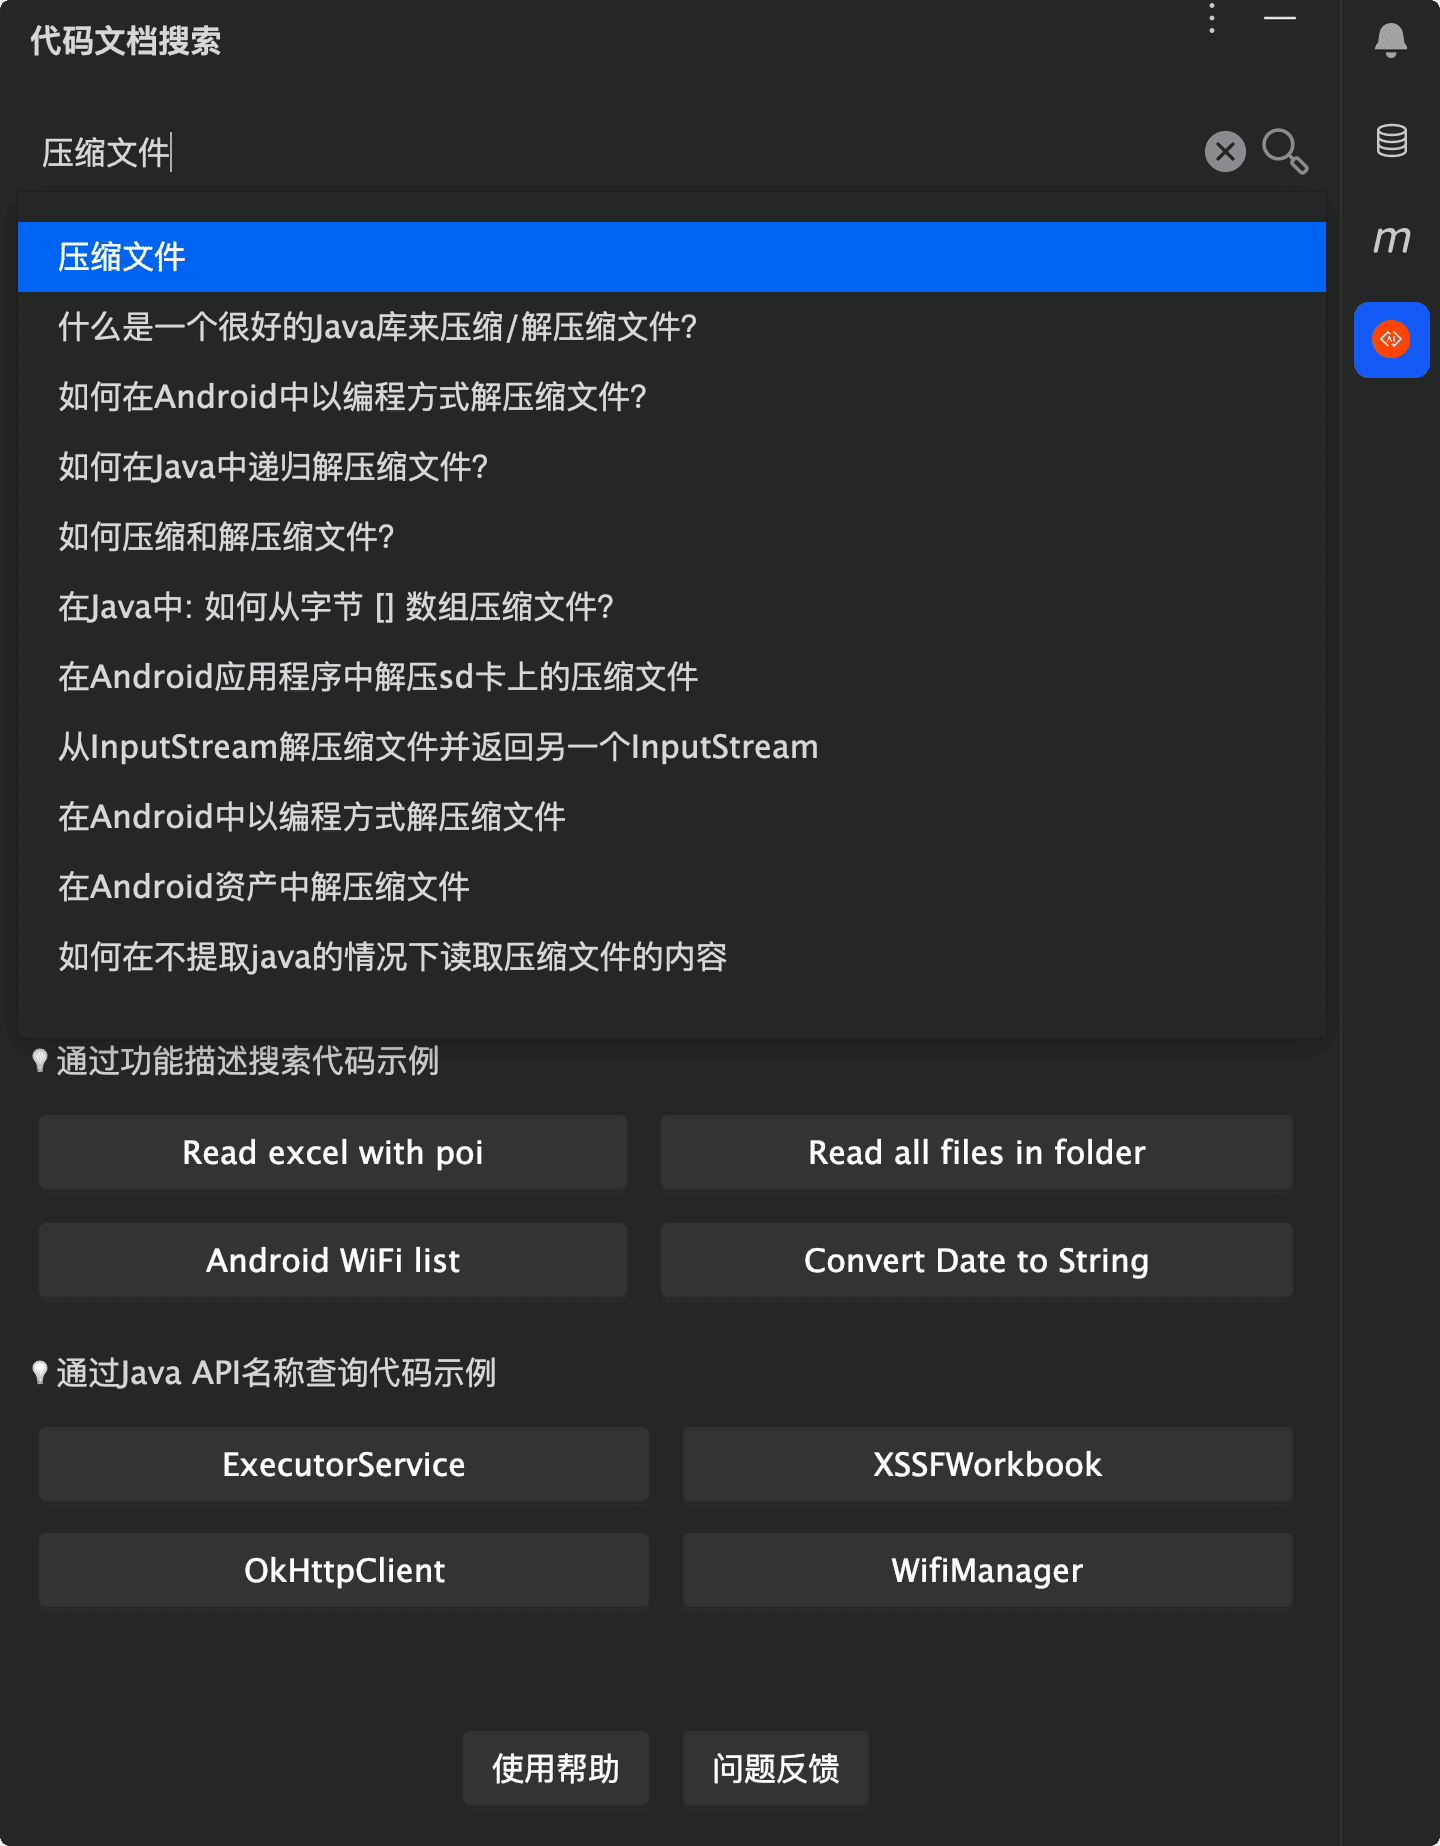 代码文档搜索
压缩文件
压缩文件
什么是一个很好的Java库来压缩/解压缩文件?
如何在Android中以编程方式解压缩文件?
如何在Java中递归解压缩文件?
如何压缩和解压缩文件?
在Java中: 如何从字节 [] 数组压缩文件?
在Android应用程序中解压sd卡上的压缩文件
从InputStream解压缩文件并返回另一个InputStream
在Android中以编程方式解压缩文件
在Android资产中解压缩文件
如何在不提取java的情况下读取压缩文件的内容
通过功能描述搜索代码示例
Read excel with poi
Read all files in folder
Android WiFi list
Convert Date to String
通过Java API名称查询代码示例
ExecutorService
XSSFWorkbook
OkHttpClient
WifiManager
使用帮助
问题反馈
m
AI